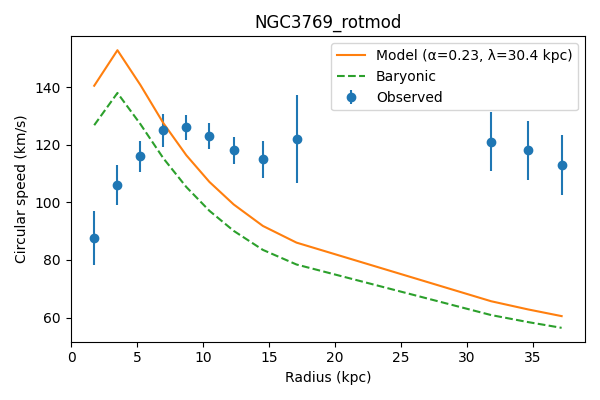 NGC3769_rotmod
Model (α=0.23, λ=30.4 kpc)
Baryonic
Observed
Circular speed (km/s)
140
120
100
80
60
0
5
10
15
20
25
30
35
Radius (kpc)